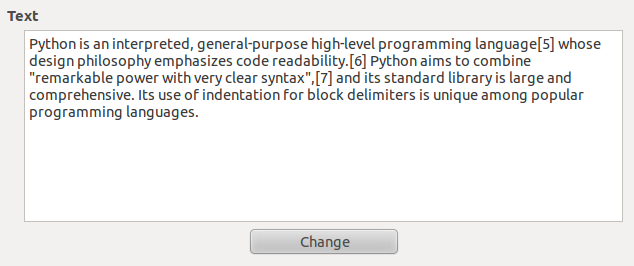 Text
Python is an interpreted, general-purpose high-level programming language[5] whose
design philosophy emphasizes code readability.[6] Python aims to combine
"remarkable power with very clear syntax",[7] and its standard library is large and
comprehensive. Its use of indentation for block delimiters is unique among popular
programming languages.
Change